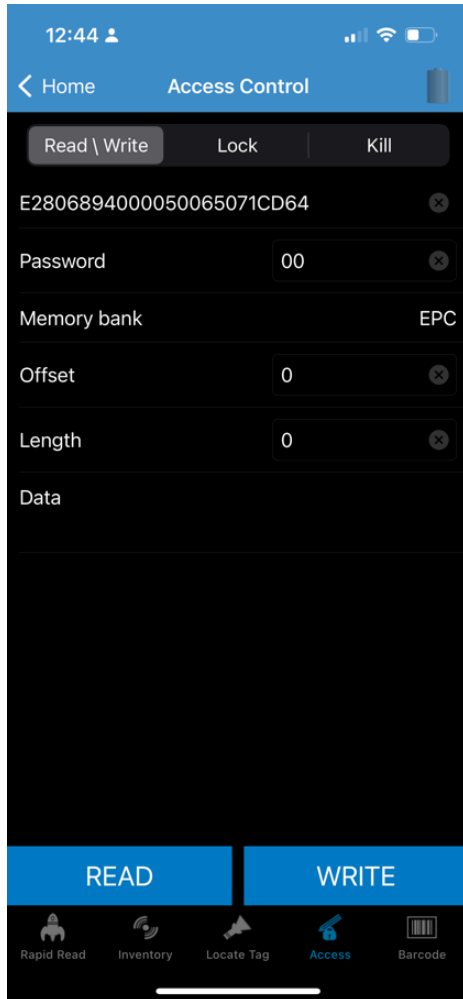 12:44
Home Access Control
Read \ Write Lock Kill
E2806894000050065071CD64
Password 00
Memory bank EPC
Offset 0
Length 0
Data
READ WRITE
Rapid Read Inventory Locate Tag Access Barcode